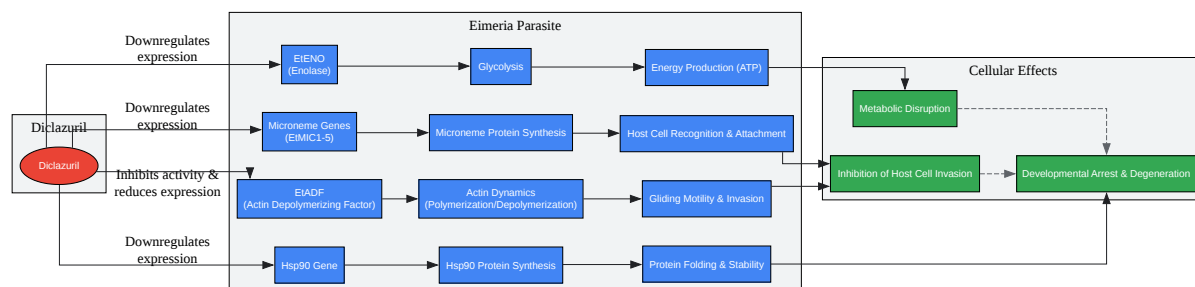 Eimeria Parasite
Downregulates
expression
EtENO
(Enolase)
Glycolysis
Energy Production (ATP)
Cellular Effects
Metabolic Disruption
Downregulates
expression
Diclazuril
Microneme Genes
(EtMIC1-5)
Microneme Protein Synthesis
Host Cell Recognition & Attachment
Diclazuril
Inhibits activity &
reduces expression
Inhibition of Host Cell Invasion
Developmental Arrest & Degeneration
EtADF
(Actin Depolymerizing Factor)
Actin Dynamics
(Polymerization/Depolymerization)
Gliding Motility & Invasion
Downregulates
expression
Hsp90 Gene
Hsp90 Protein Synthesis
Protein Folding & Stability